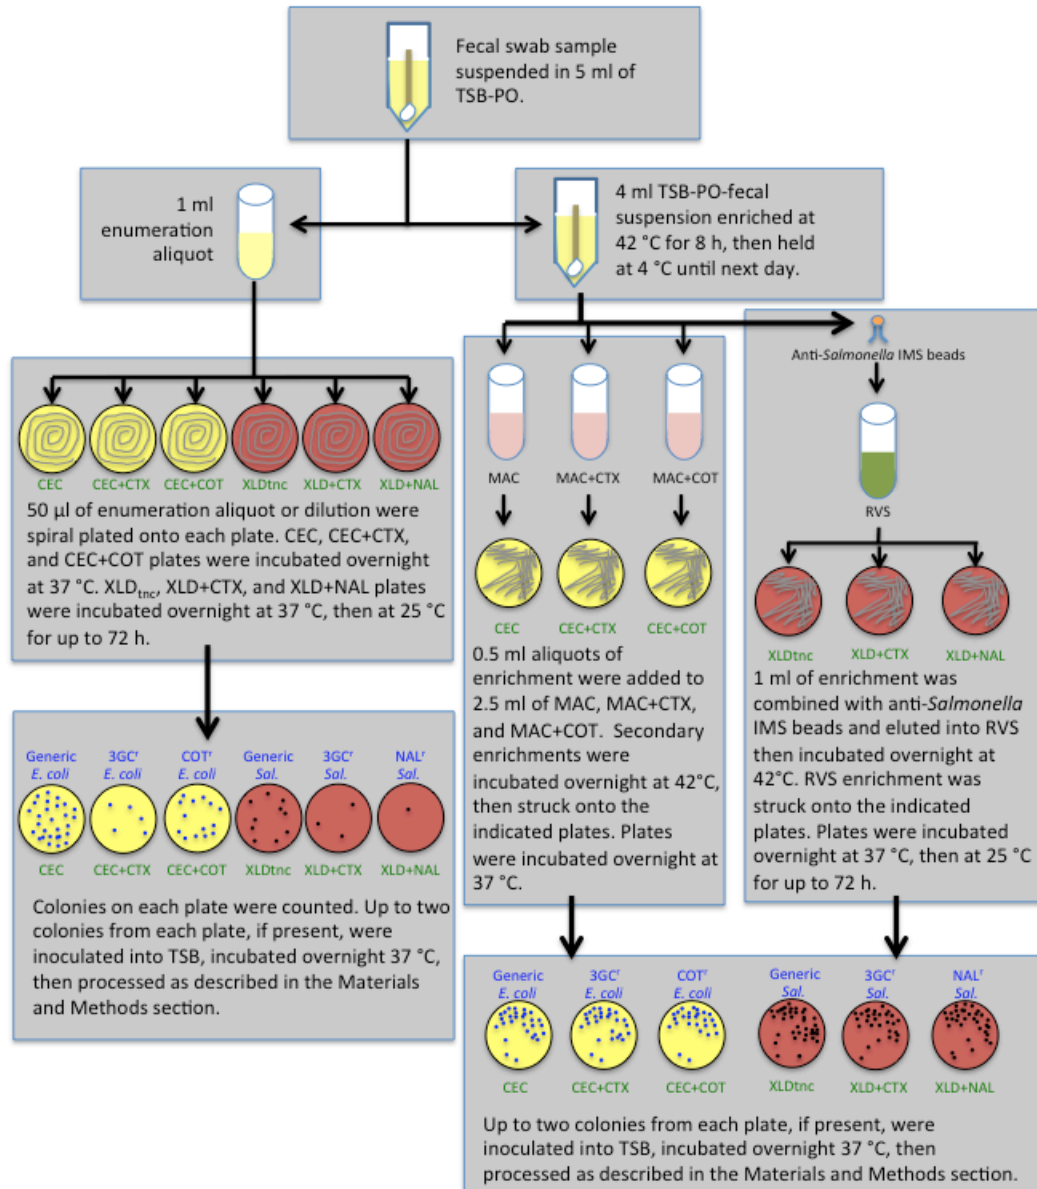 Fecal swab sample
suspended in 5 ml of
TSB-PO.
1 ml
enumeration
aliquot
4 ml TSB-PO-fecal
suspension enriched at
42 °C for 8 h, then held
at 4 °C until next day.
CEC CEC+CTX CEC+COT XLDtnc XLD+CTX XLD+NAL
50 µl of enumeration aliquot or dilution were
spiral plated onto each plate. CEC, CEC+CTX,
and CEC+COT plates were incubated overnight
at 37 °C. XLDtnc, XLD+CTX, and XLD+NAL plates
were incubated overnight at 37 °C, then at 25 °C
for up to 72 h.
Generic 3GCr COTr Generic 3GCr NALr
E. coli E. coli E. coli Sal. Sal. Sal.
CEC CEC+CTX CEC+COT XLDtnc XLD+CTX XLD+NAL
Colonies on each plate were counted. Up to two
colonies from each plate, if present, were
inoculated into TSB, incubated overnight 37 °C,
then processed as described in the Materials
and Methods section.
MAC MAC+CTX MAC+COT
CEC CEC+CTX CEC+COT
0.5 ml aliquots of
enrichment were added to
2.5 ml of MAC, MAC+CTX,
and MAC+COT. Secondary
enrichments were
incubated overnight at 42°C,
then struck onto the
indicated plates. Plates
were incubated overnight at
37 °C.
Anti-Salmonella IMS beads
RVS
XLDtnc XLD+CTX XLD+NAL
1 ml of enrichment was
combined with anti-Salmonella
IMS beads and eluted into RVS
then incubated overnight at
42°C. RVS enrichment was
struck onto the indicated
plates. Plates were incubated
overnight at 37 °C, then at 25 °C
for up to 72 h.
Generic 3GCr COTr Generic 3GCr NALr
E. coli E. coli E. coli Sal. Sal. Sal.
CEC CEC+CTX CEC+COT XLDtnc XLD+CTX XLD+NAL
Up to two colonies from each plate, if present, were
inoculated into TSB, incubated overnight 37 °C, then
processed as described in the Materials and Methods section.